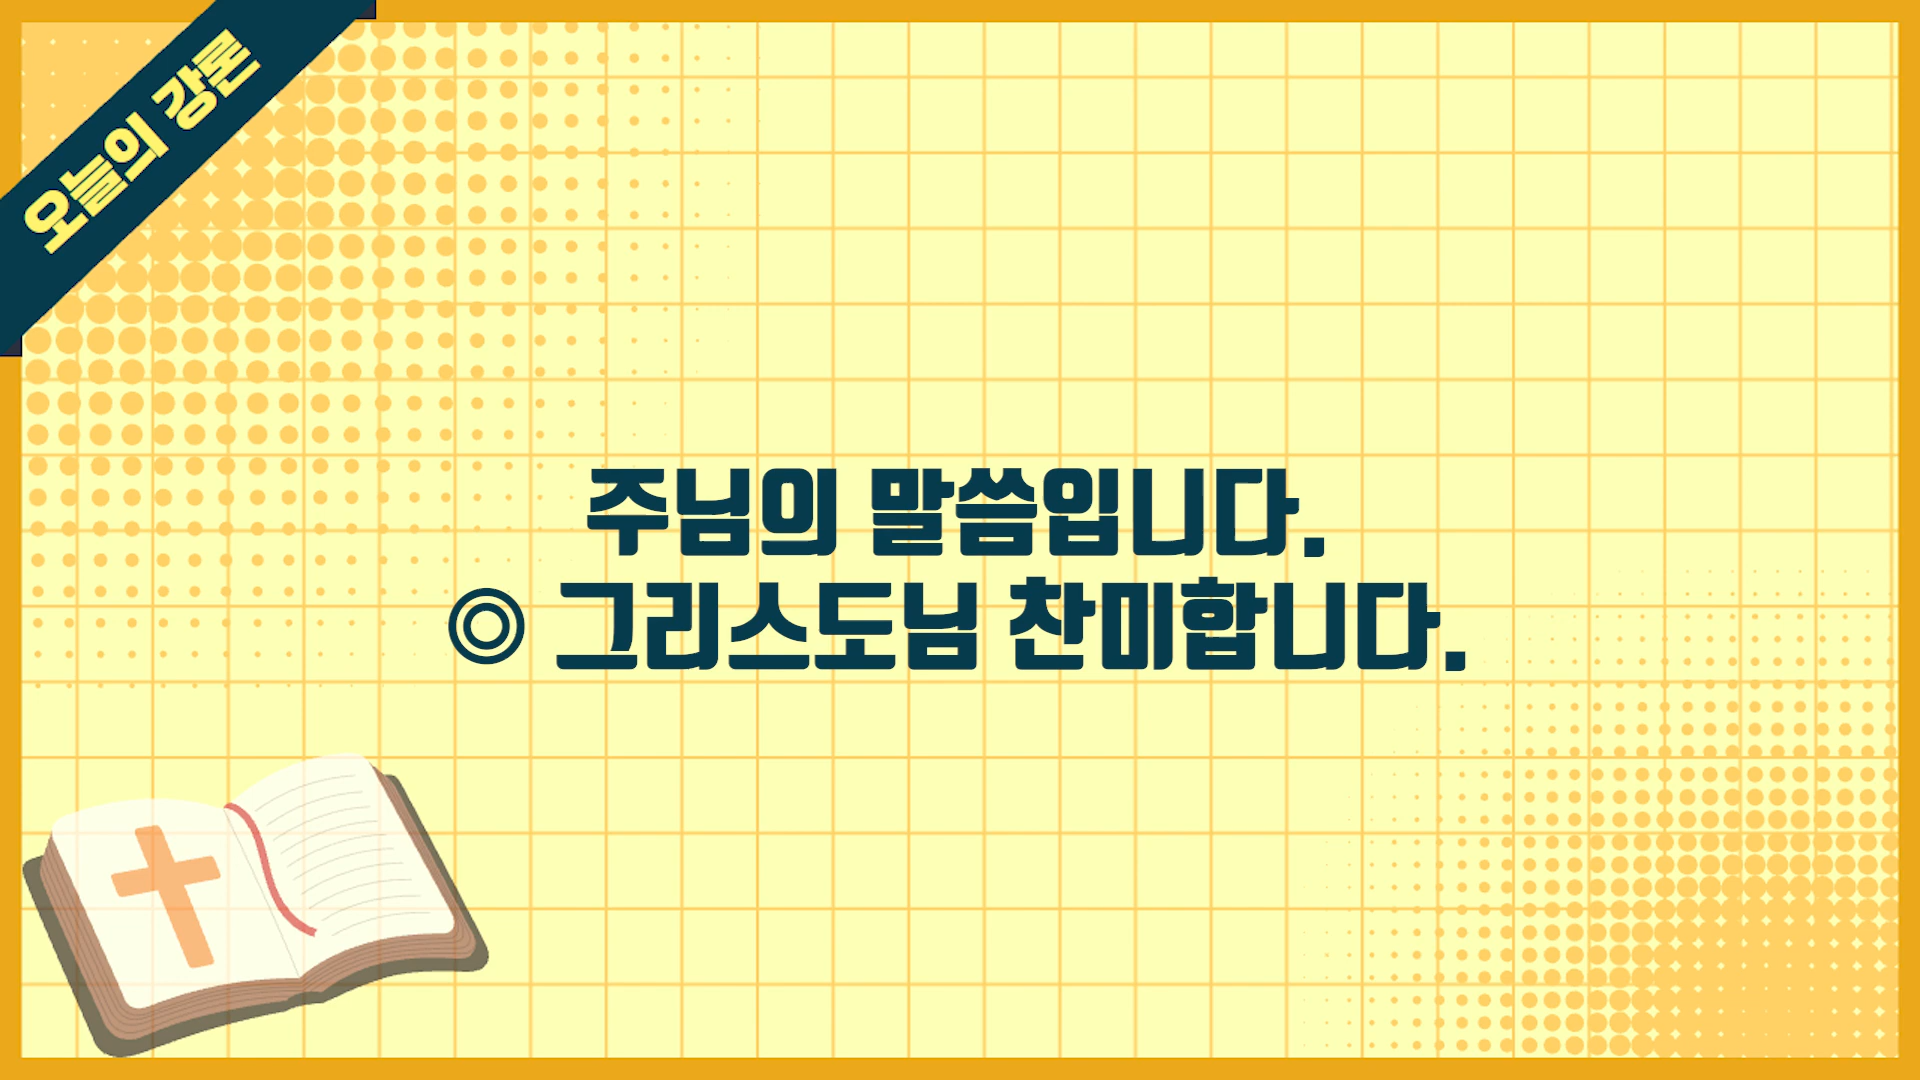 오늘의 강론
주님의 말씀입니다.
◎ 그리스도님 찬미합니다.